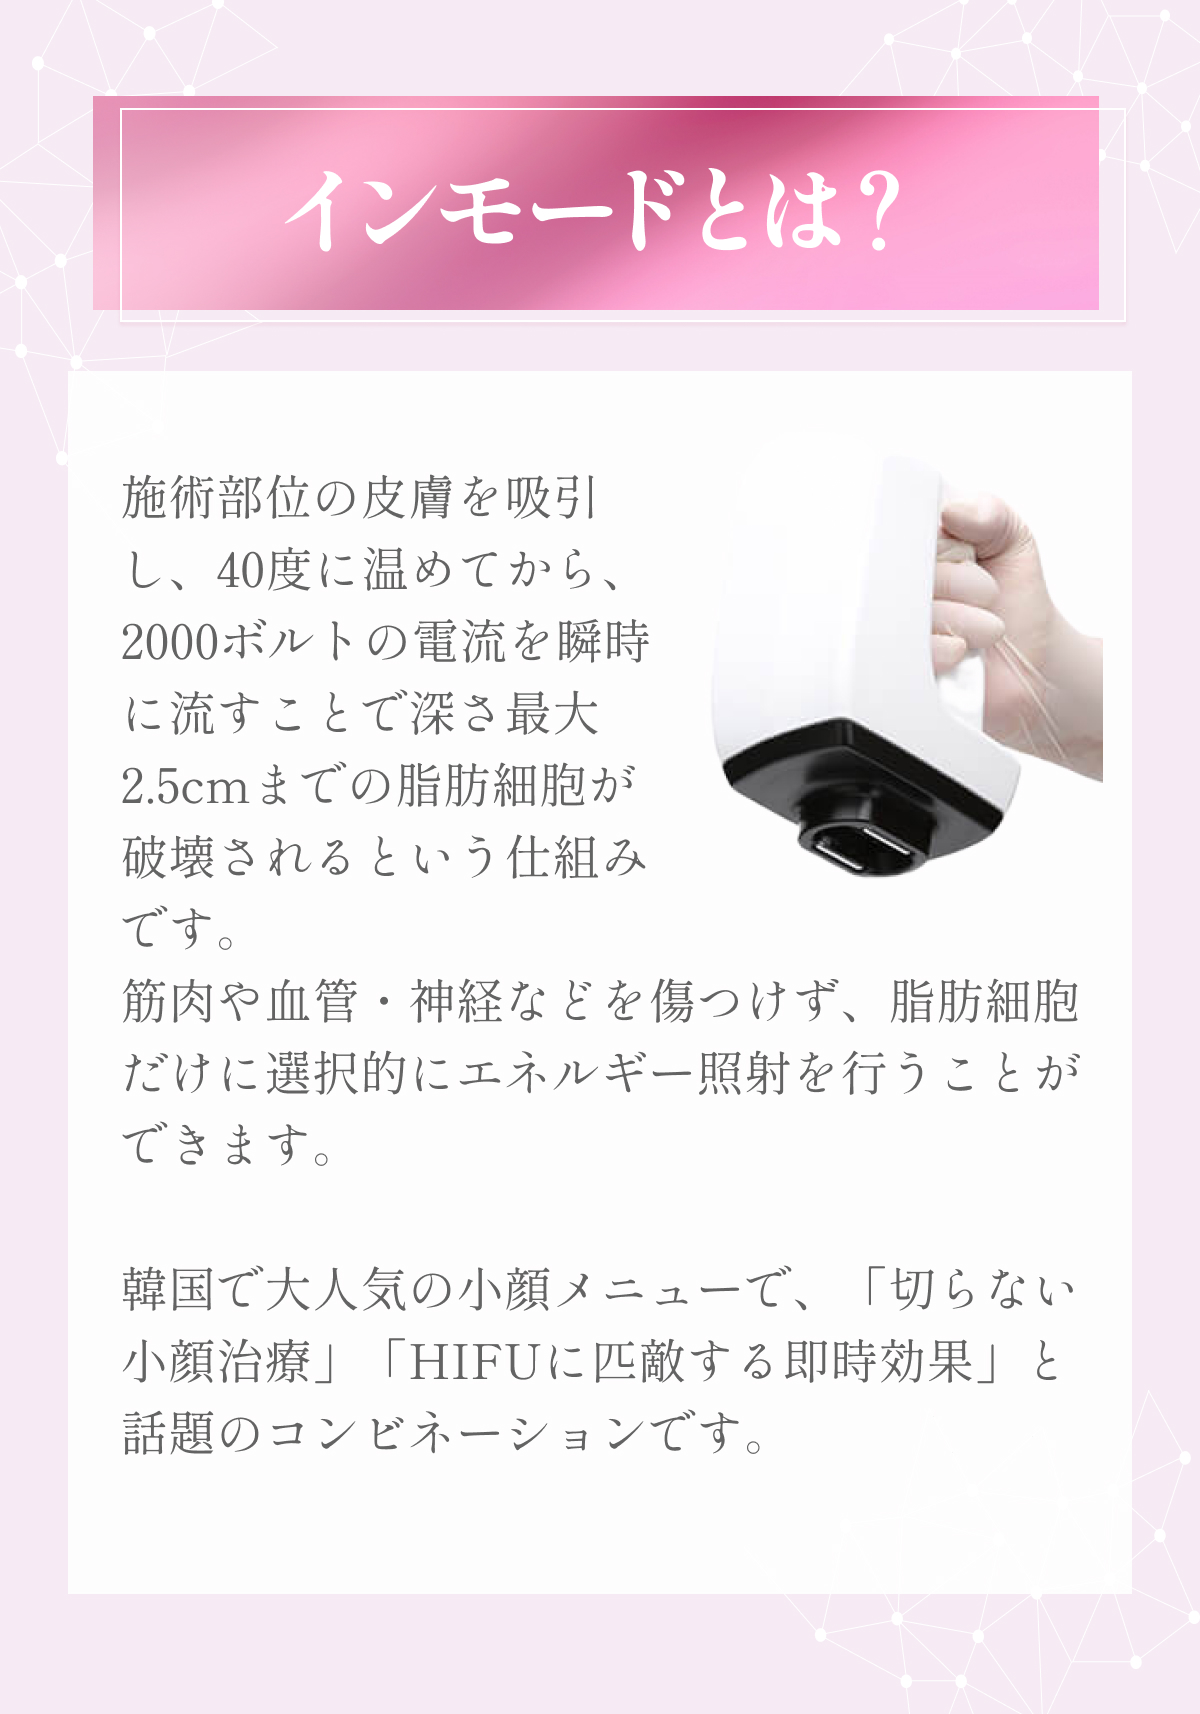 インモードとは？
施術部位の皮膚を吸引
し、40度に温めてから、
2000ボルトの電流を瞬時
に流すことで深さ最大
2.5cmまでの脂肪細胞が
破壊されるという仕組み
です。
筋肉や血管・神経などを傷つけず、脂肪細胞
だけに選択的にエネルギー照射を行うことが
できます。
韓国で大人気の小顔メニューで、「切らない
小顔治療」「HIFUに匹敵する即時効果」と
話題のコンビネーションです。